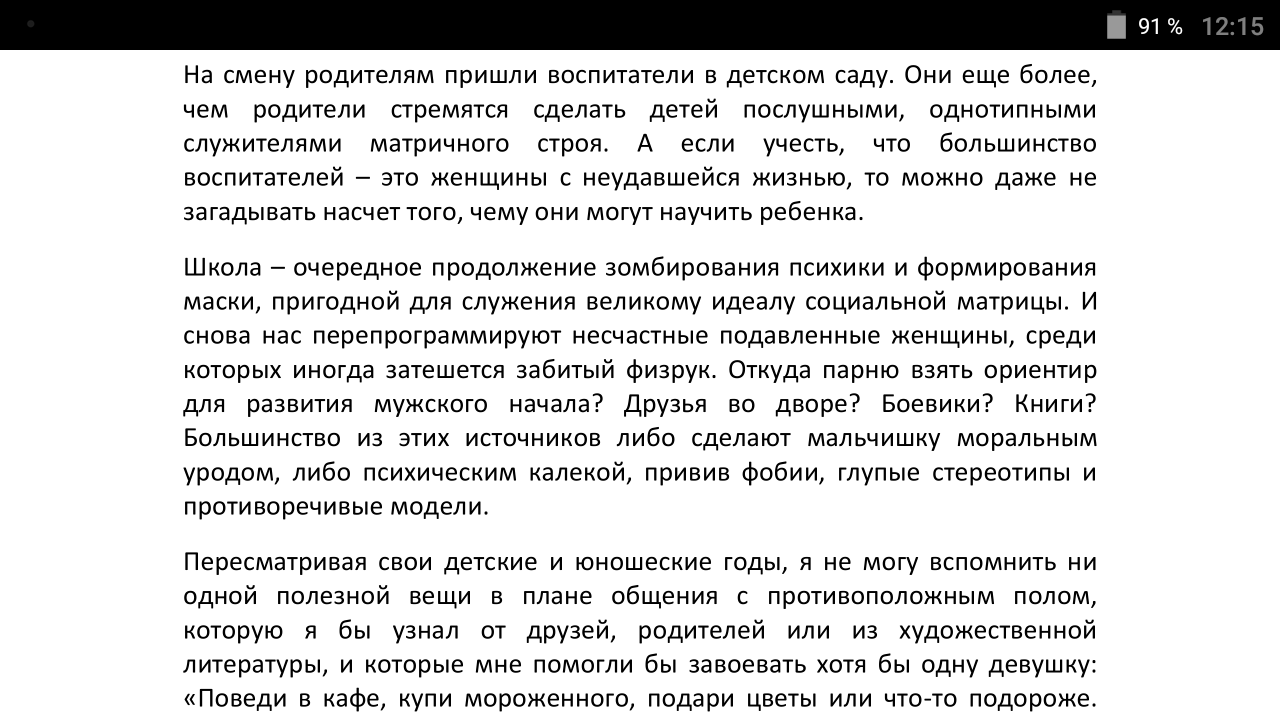 91 % 12:15
На смену родителям пришли воспитатели в детском саду. Они еще более,
чем родители стремятся сделать детей послушными, однотипными
служителями матричного строя. А если учесть, что большинство
воспитателей – это женщины с неудавшейся жизнью, то можно даже не
загадывать насчет того, чему они могут научить ребенка.
Школа – очередное продолжение зомбирования психики и формирования
маски, пригодной для служения великому идеалу социальной матрицы. И
снова нас перепрограммируют несчастные подавленные женщины, среди
которых иногда затешется забитый физрук. Откуда парню взять ориентир
для развития мужского начала? Друзья во дворе? Боевики? Книги?
Большинство из этих источников либо сделают мальчишку моральным
уродом, либо психическим калекой, привив фобии, глупые стереотипы и
противоречивые модели.
Пересматривая свои детские и юношеские годы, я не могу вспомнить ни
одной полезной вещи в плане общения с противоположным полом,
которую я бы узнал от друзей, родителей или из художественной
литературы, и которые мне помогли бы завоевать хотя бы одну девушку:
«Поведи в кафе, купи мороженного, подари цветы или что-то подороже.